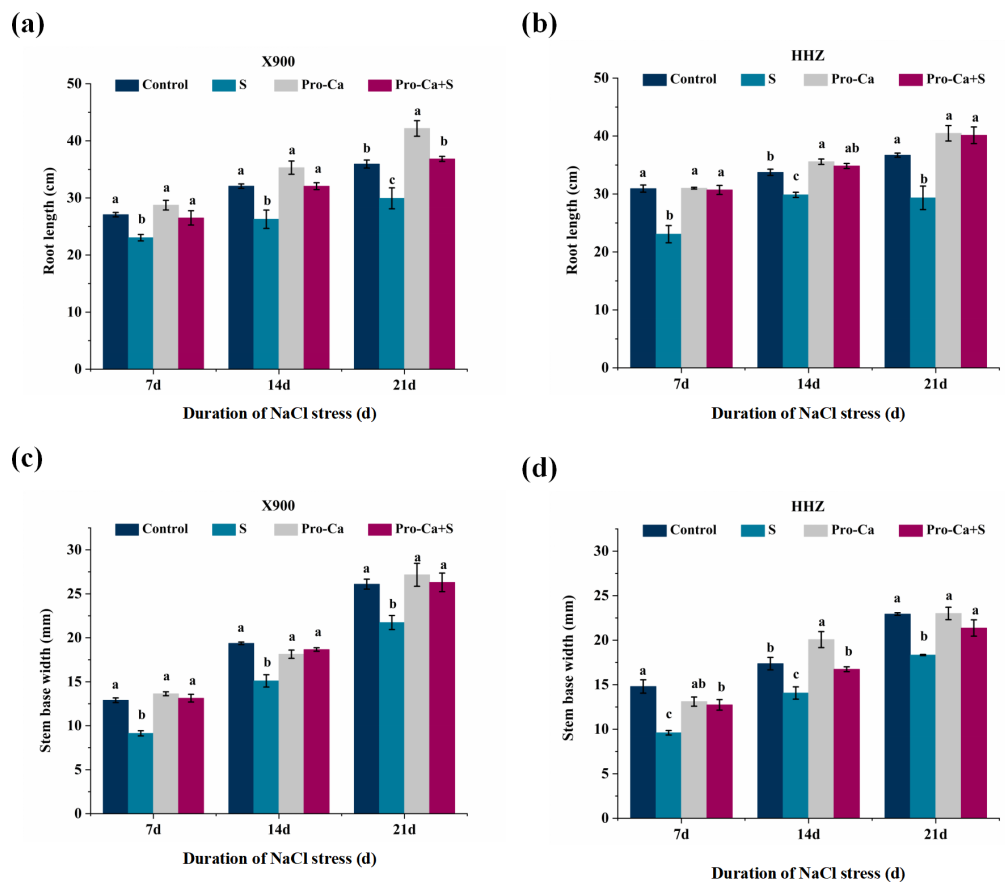 (a)
X900
Control S Pro-Ca Pro-Ca+S
Root length (cm)
50
40
30
20
10
0
a b a a
a b a a
b c a b
7d 14d 21d
Duration of NaCl stress (d)
(b)
HHZ
Control S Pro-Ca Pro-Ca+S
Root length (cm)
50
40
30
20
10
0
a b a a
b c a ab
a b a a
7d 14d 21d
Duration of NaCl stress (d)
(c)
X900
Control S Pro-Ca Pro-Ca+S
Stem base width (mm)
30
25
20
15
10
5
0
a b a a
a b a a
a b a a
7d 14d 21d
Duration of NaCl stress (d)
(d)
HHZ
Control S Pro-Ca Pro-Ca+S
Stem base width (mm)
30
25
20
15
10
5
0
a c ab b
b c a b
a b a a
7d 14d 21d
Duration of NaCl stress (d)